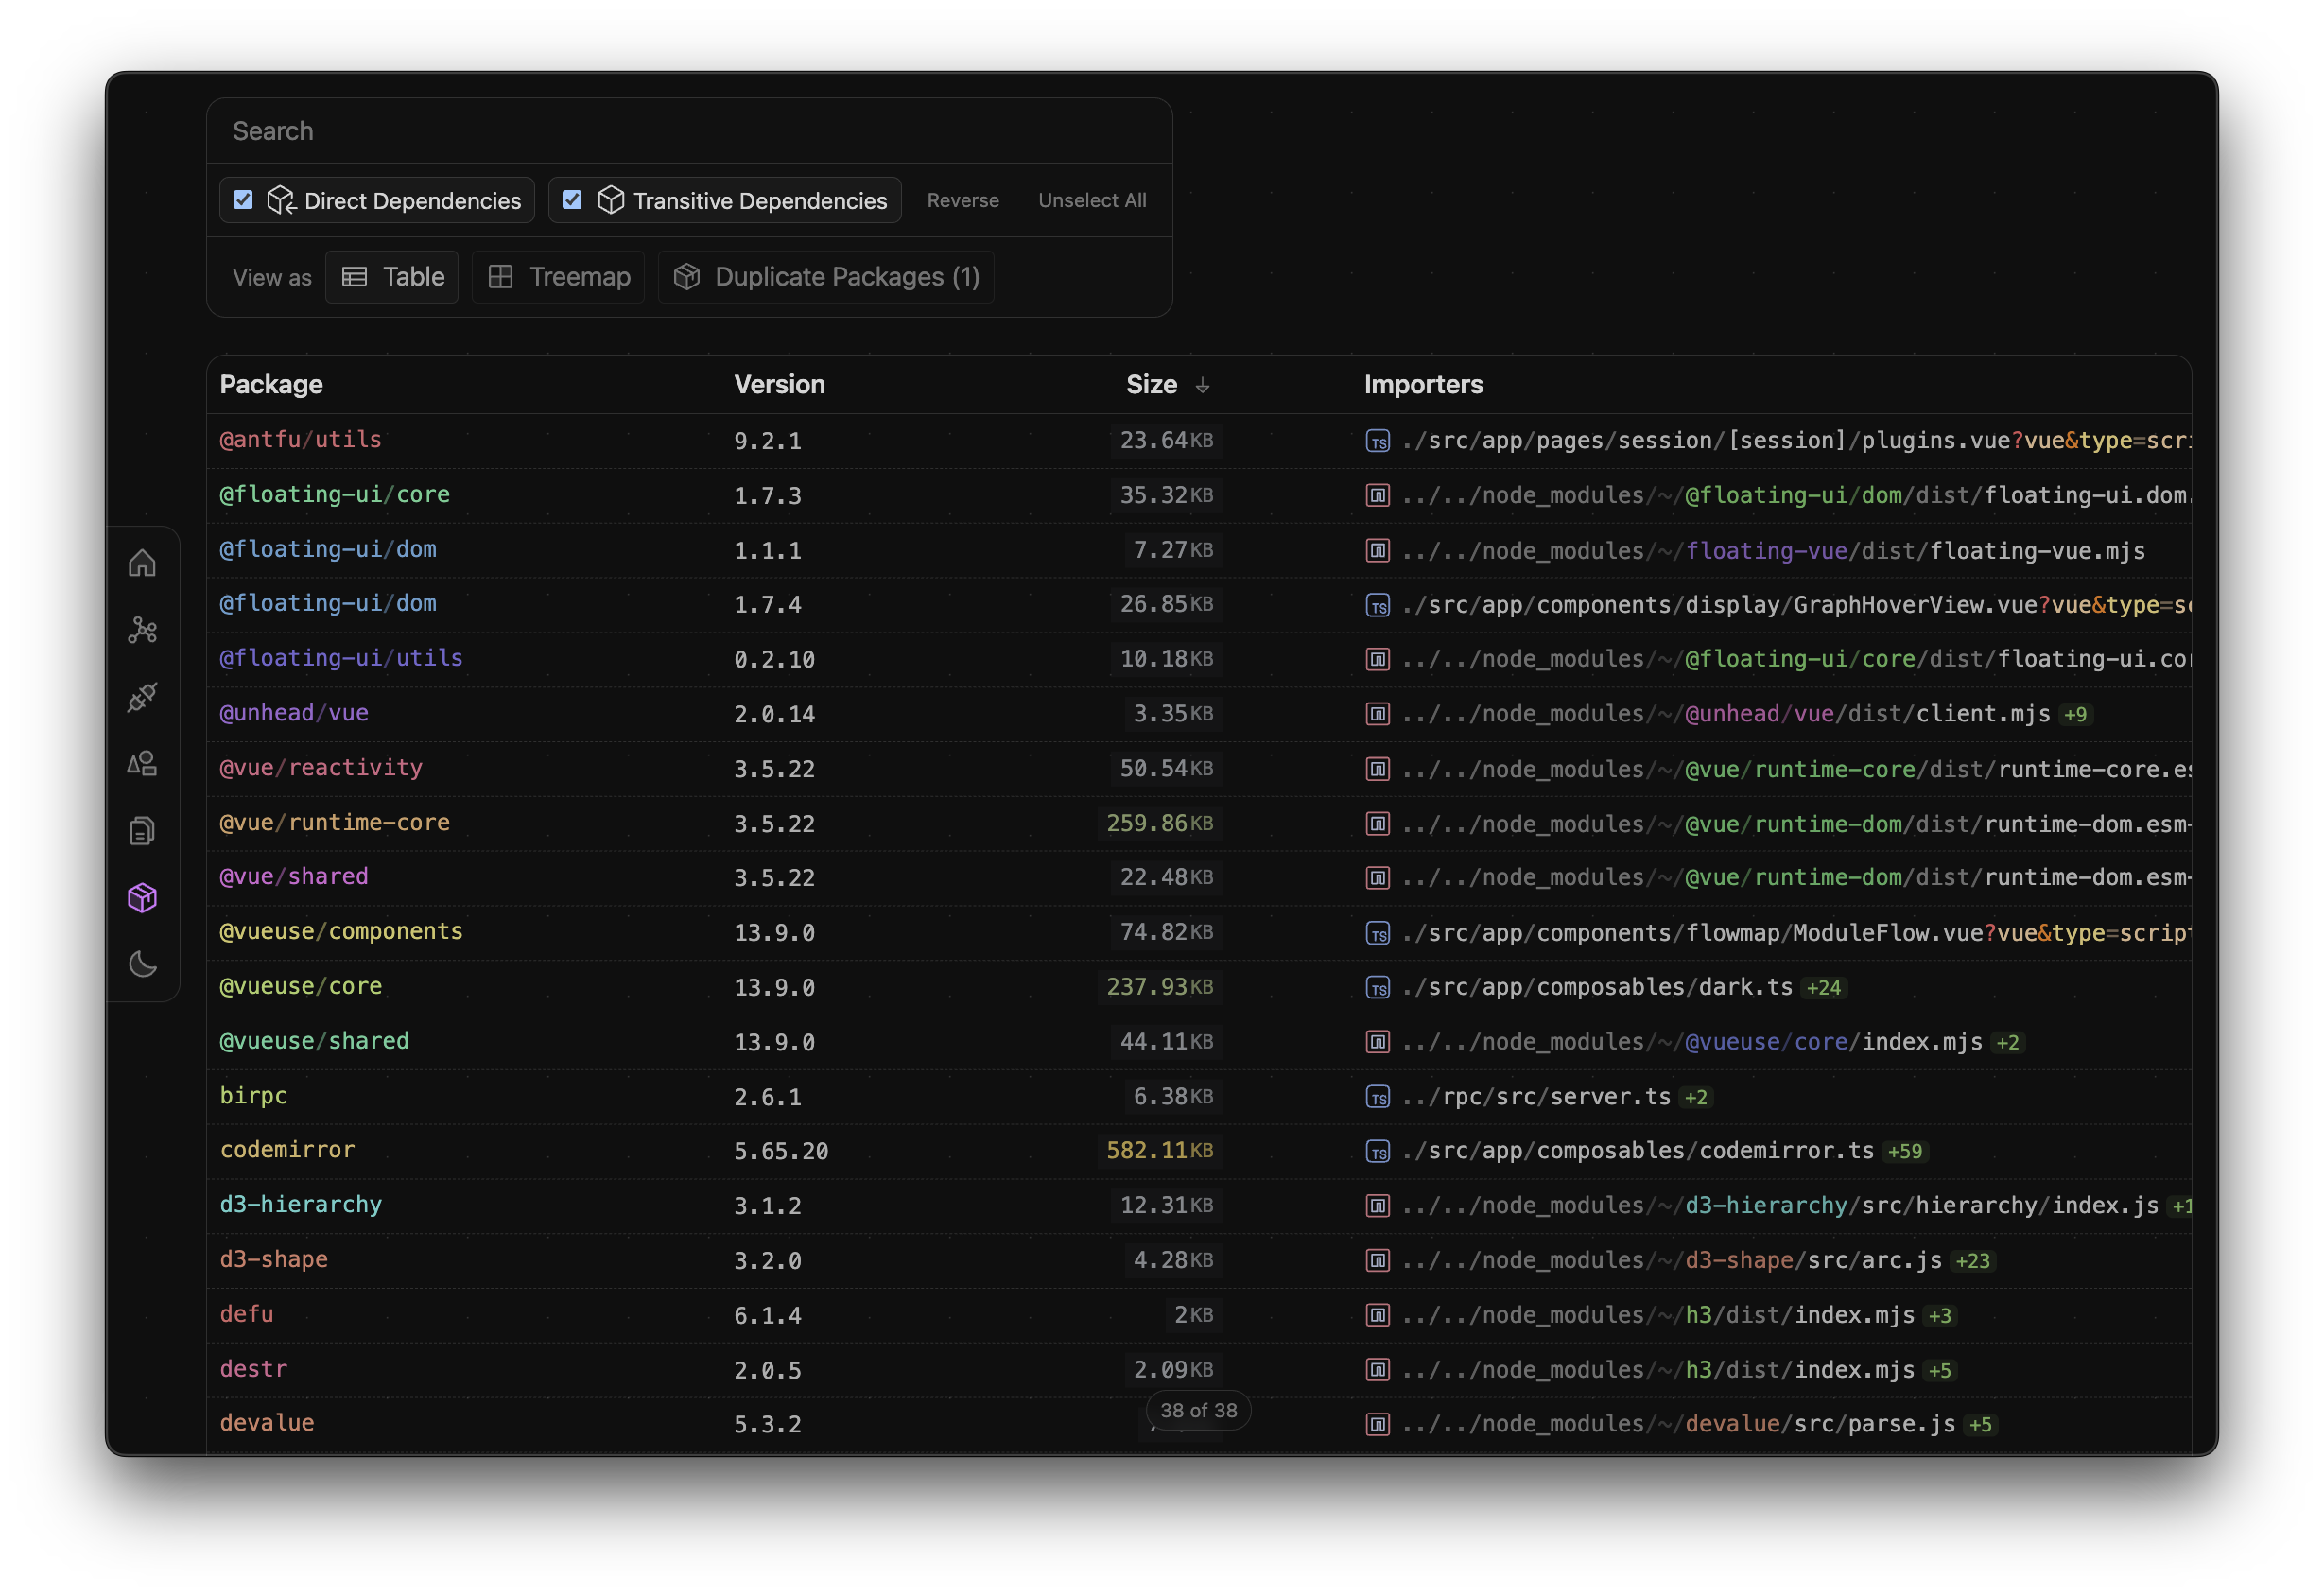 Search
Direct Dependencies Transitive Dependencies Reverse Unselect All
View as Table Treemap Duplicate Packages (1)
Package Version Size ↓ Importers
@antfu/utils 9.2.1 23.64KB TS ./src/app/pages/session/[session]/plugins.vue?vue&type=scri
@floating-ui/core 1.7.3 35.32KB ../../node_modules/~/@floating-ui/dom/dist/floating-ui.dom.
@floating-ui/dom 1.1.1 7.27KB ../../node_modules/~/floating-vue/dist/floating-vue.mjs
@floating-ui/dom 1.7.4 26.85KB TS ./src/app/components/display/GraphHoverView.vue?vue&type=sc
@floating-ui/utils 0.2.10 10.18KB ../../node_modules/~/@floating-ui/core/dist/floating-ui.cor
@unhead/vue 2.0.14 3.35KB ../../node_modules/~/@unhead/vue/dist/client.mjs +9
@vue/reactivity 3.5.22 50.54KB ../../node_modules/~/@vue/runtime-core/dist/runtime-core.es
@vue/runtime-core 3.5.22 259.86KB ../../node_modules/~/@vue/runtime-dom/dist/runtime-dom.esm-
@vue/shared 3.5.22 22.48KB ../../node_modules/~/@vue/runtime-dom/dist/runtime-dom.esm-
@vueuse/components 13.9.0 74.82KB TS ./src/app/components/flowmap/ModuleFlow.vue?vue&type=script
@vueuse/core 13.9.0 237.93KB TS ./src/app/composables/dark.ts +24
@vueuse/shared 13.9.0 44.11KB ../../node_modules/~/@vueuse/core/index.mjs +2
birpc 2.6.1 6.38KB TS ../rpc/src/server.ts +2
codemirror 5.65.20 582.11KB TS ./src/app/composables/codemirror.ts +59
d3-hierarchy 3.1.2 12.31KB ../../node_modules/~/d3-hierarchy/src/hierarchy/index.js +1
d3-shape 3.2.0 4.28KB ../../node_modules/~/d3-shape/src/arc.js +23
defu 6.1.4 2KB ../../node_modules/~/h3/dist/index.mjs +3
destr 2.0.5 2.09KB ../../node_modules/~/h3/dist/index.mjs +5
devalue 5.3.2 ../../node_modules/~/devalue/src/parse.js +5
38 of 38